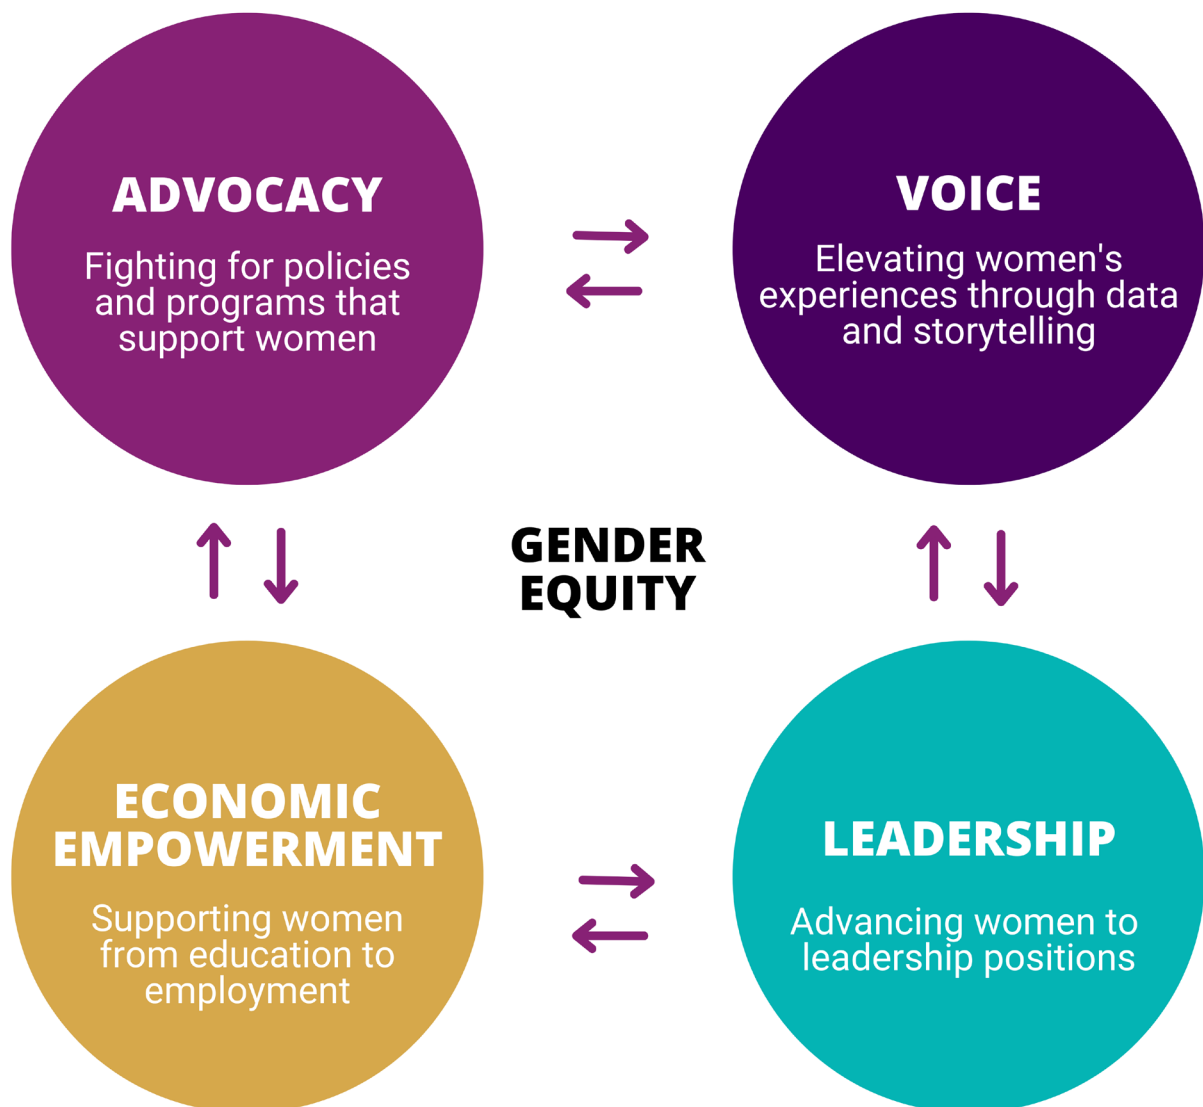 ADVOCACY
Fighting for policies
and programs that
support women
VOICE
Elevating women's
experiences through data
and storytelling
GENDER
EQUITY
ECONOMIC
EMPOWERMENT
Supporting women
from education to
employment
LEADERSHIP
Advancing women to
leadership positions